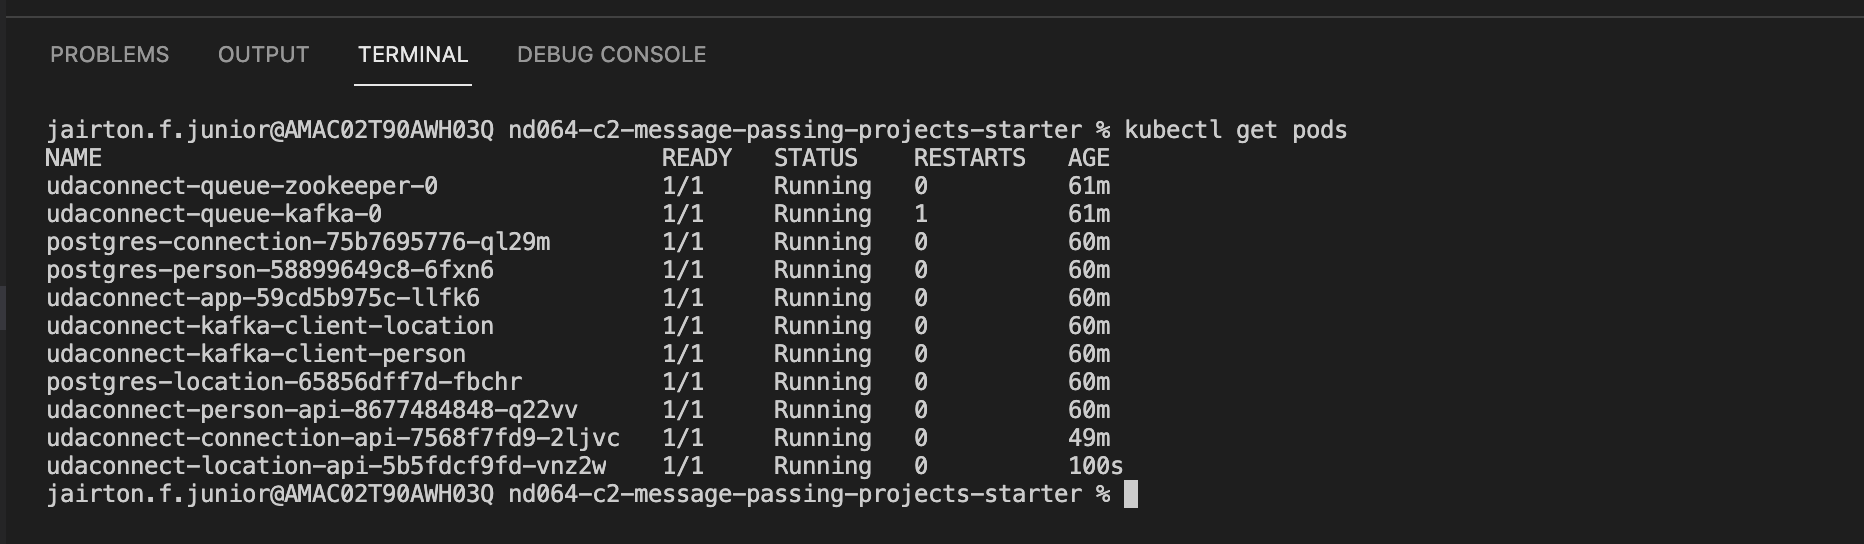 PROBLEMS OUTPUT TERMINAL DEBUG CONSOLE
jairton.f.junior@AMAC02T90AWH03Q nd064-c2-message-passing-projects-starter % kubectl get pods
NAME READY STATUS RESTARTS AGE
udaconnect-queue-zookeeper-0 1/1 Running 0 61m
udaconnect-queue-kafka-0 1/1 Running 1 61m
postgres-connection-75b7695776-ql29m 1/1 Running 0 60m
postgres-person-58899649c8-6fxn6 1/1 Running 0 60m
udaconnect-app-59cd5b975c-llfk6 1/1 Running 0 60m
udaconnect-kafka-client-location 1/1 Running 0 60m
udaconnect-kafka-client-person 1/1 Running 0 60m
postgres-location-65856dff7d-fbchr 1/1 Running 0 60m
udaconnect-person-api-8677484848-q22vv 1/1 Running 0 60m
udaconnect-connection-api-7568f7fd9-2ljvc 1/1 Running 0 49m
udaconnect-location-api-5b5fdcf9fd-vnz2w 1/1 Running 0 100s
jairton.f.junior@AMAC02T90AWH03Q nd064-c2-message-passing-projects-starter %